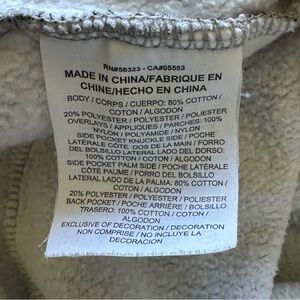 RN#56323 - CA#05553
MADE IN CHINA/FABRIQUE EN
CHINE/HECHO EN CHINA
BODY / CORPS / CUERPO: 80% COTTON /
COTON / ALGODON
20% POLYESTER / POLYESTER / POLIESTER
OVERLAYS / APPLIQUES / PARCHES: 100%
NYLON / POLYAMIDE / NYLON
SIDE POCKET KNUCKLE SIDE / POCHE
LATÉRALE CÔTÉ DOS DE LA MAIN / FORRO
DEL BOLSILLO LATERAL LADO DEL DORSO:
100% COTTON / COTON / ALGODON
SIDE POCKET PALM SIDE / POCHE LATÉRALE
CÔTÉ PAUME / FORRO DEL BOLSILLO
LATERAL LADO DE LA PALMA: 80% COTTON /
COTON / ALGODON
20% POLYESTER / POLYESTER / POLIESTER
BACK POCKET / POCHE ARRIÈRE / BOLSILLO
TRASERO: 100% COTTON / COTON /
ALGODON
EXCLUSIVE OF DECORATION / DECORATION
NON COMPRISE / NO INCLUYE LA
DECORACION